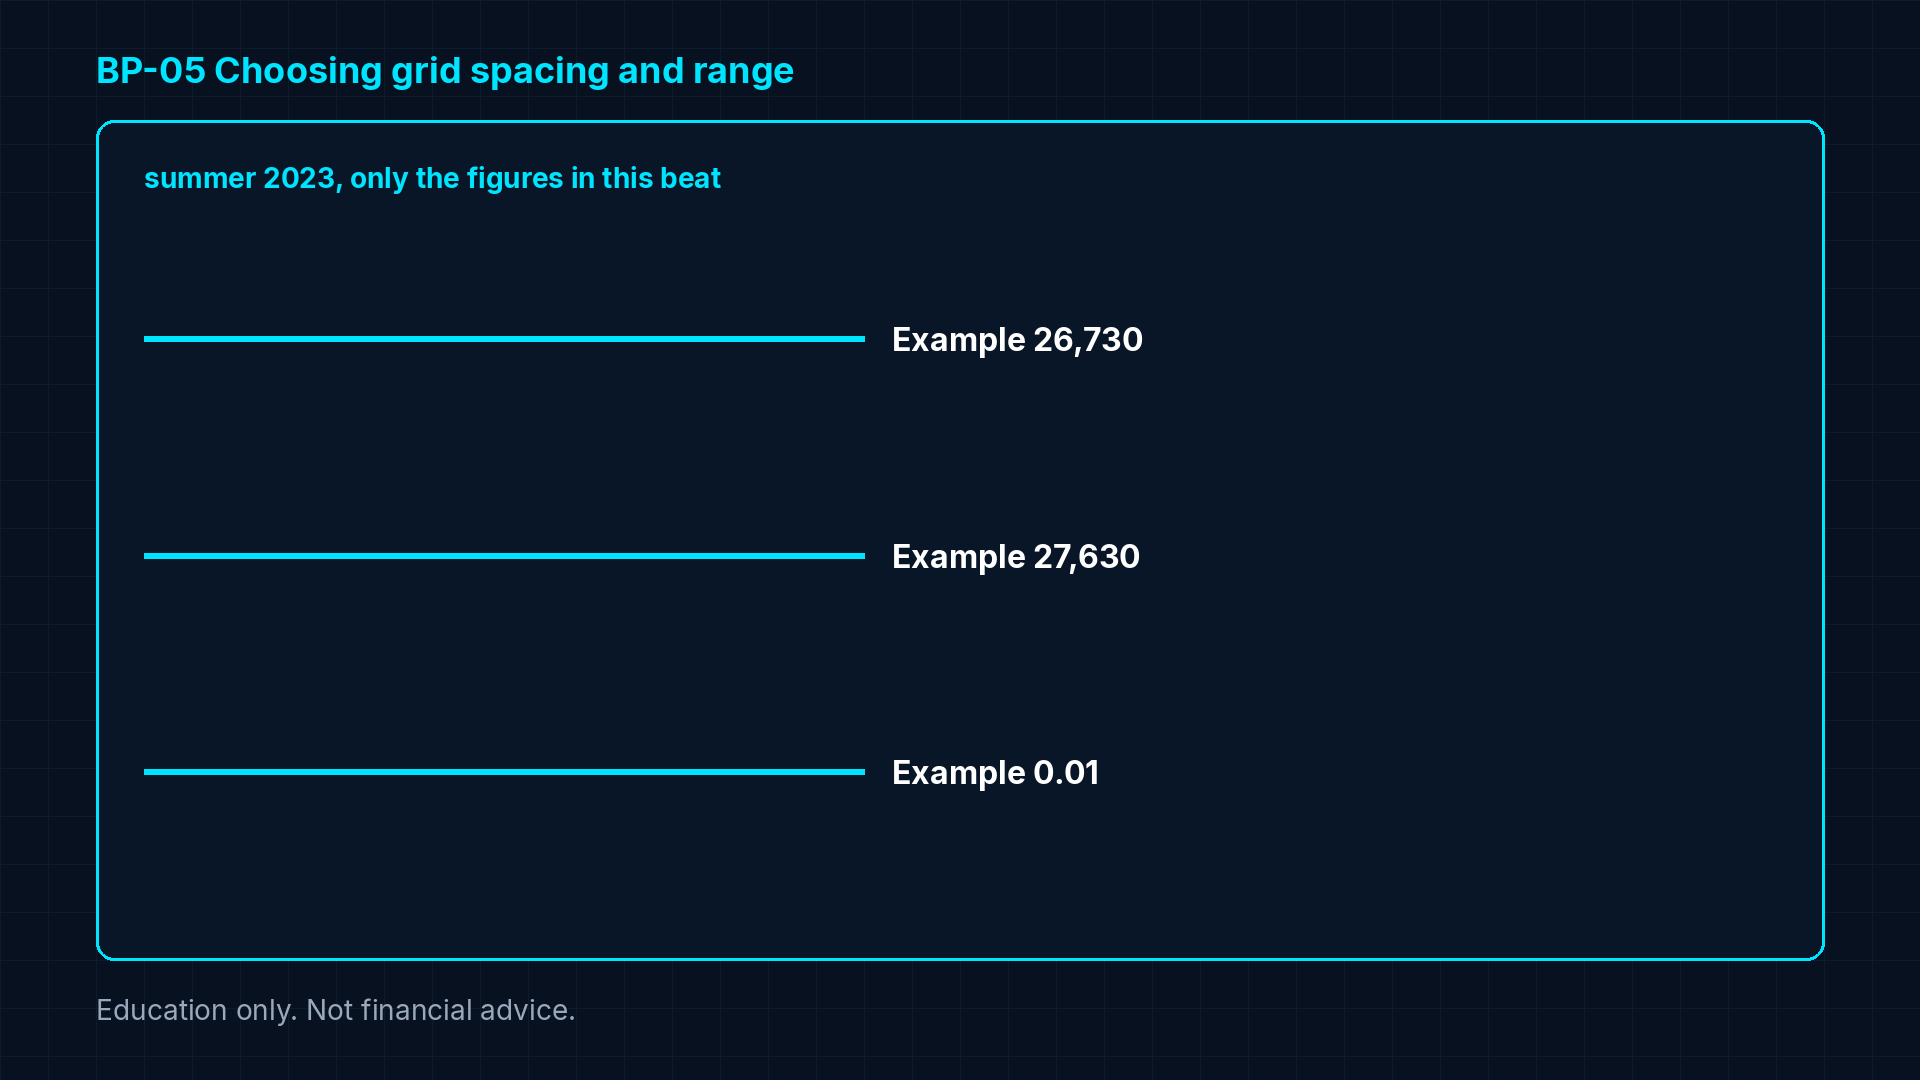 BP-05 Choosing grid spacing and range
summer 2023, only the figures in this beat
Example 26,730
Example 27,630
Example 0.01
Education only. Not financial advice.